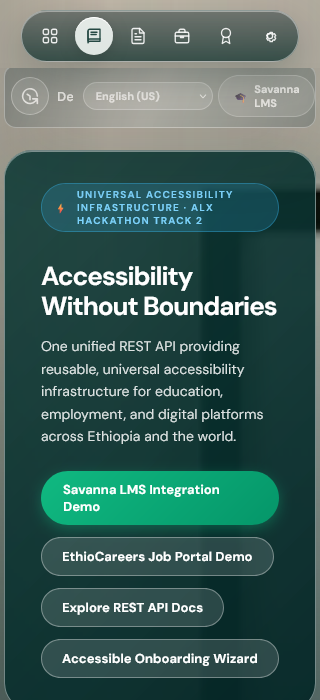 De
English (US)
Savanna
LMS
UNIVERSAL ACCESSIBILITY
INFRASTRUCTURE · ALX
HACKATHON TRACK 2
Accessibility
Without Boundaries
One unified REST API providing
reusable, universal accessibility
infrastructure for education,
employment, and digital platforms
across Ethiopia and the world.
Savanna LMS Integration
Demo
EthioCareers Job Portal Demo
Explore REST API Docs
Accessible Onboarding Wizard